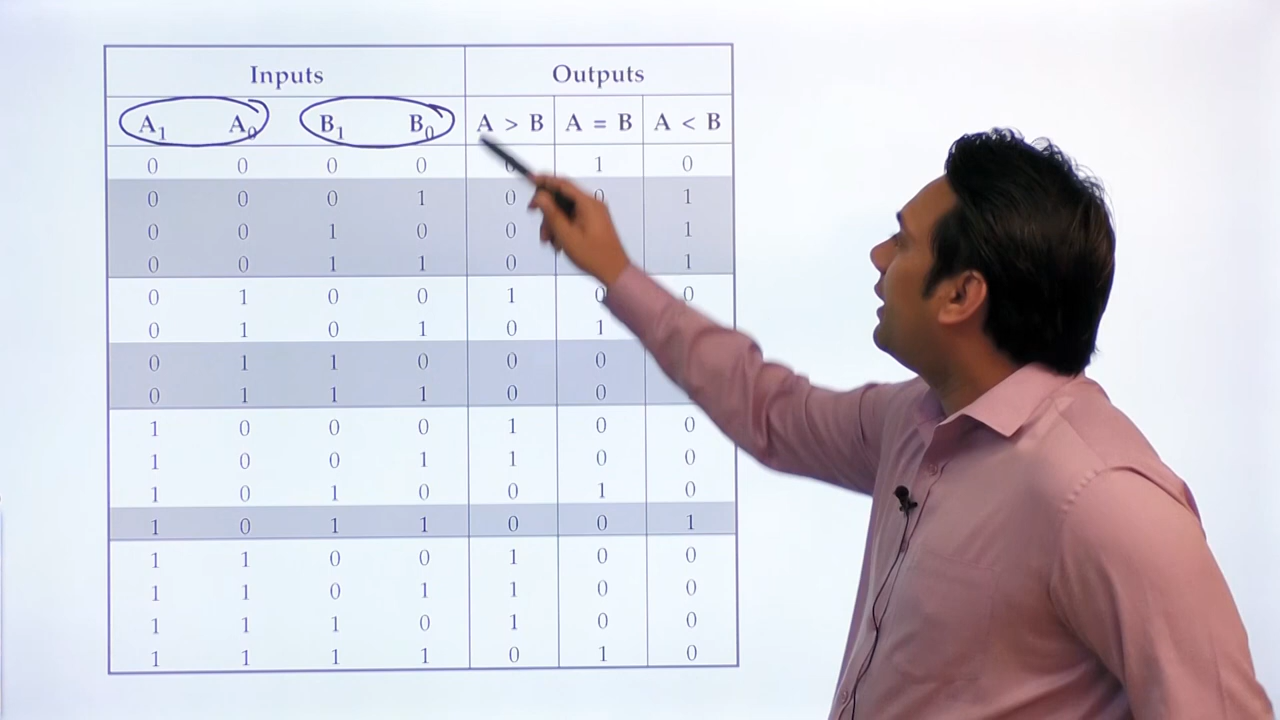 Inputs Outputs
A₁ A₀ B₁ B₀ A > B A = B A < B
0 0 0 0 0 1 0
0 0 0 1 0 0 1
0 0 1 0 0 1
0 0 1 1 0 1
0 1 0 0 1 0 0
0 1 0 1 0 1
0 1 1 0 0 0
0 1 1 1 0 0
1 0 0 0 1 0 0
1 0 0 1 1 0 0
1 0 1 0 0 1 0
1 0 1 1 0 0 1
1 1 0 0 1 0 0
1 1 0 1 1 0 0
1 1 1 0 1 0 0
1 1 1 1 0 1 0